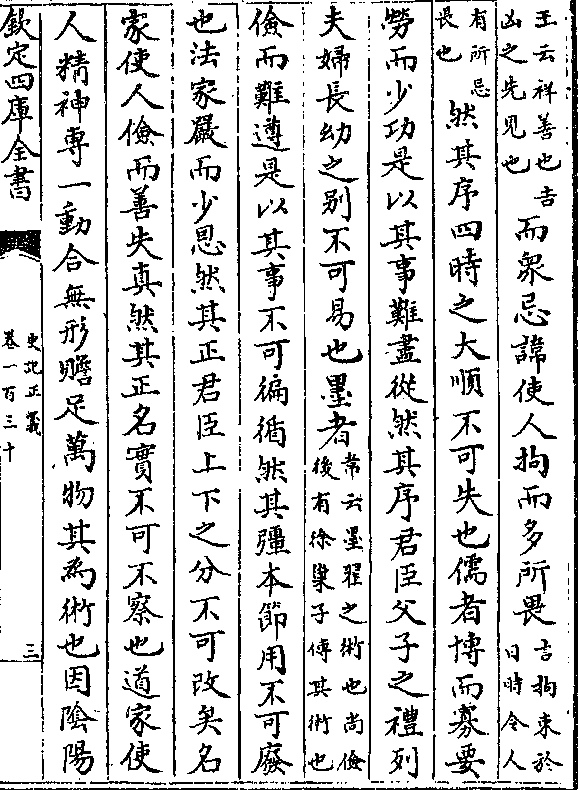 王云祥善也吉
凶之先見也
而衆忌諱使人拘而多所畏
言拘束於
日時令人
有所忌
畏也
然其序四時之大順不可失也儒者博而寡要
勞而少功是以其事難盡從然其序君臣父子之禮列
夫婦長幼之別不可易也墨者
韋云墨翟之術也尚儉
後有徐巢子傳其術也
儉而難遵是以其事不可徧循然其彊本節用不可廢
也法家嚴而少恩然其正君臣上下之分不可改矣名
家使人儉而善失真然其正名實不可不察也道家使
人精神專一動合無形贍足萬物其為術也因陰陽
欽定四庫全書
史記正義
卷一百三十
三